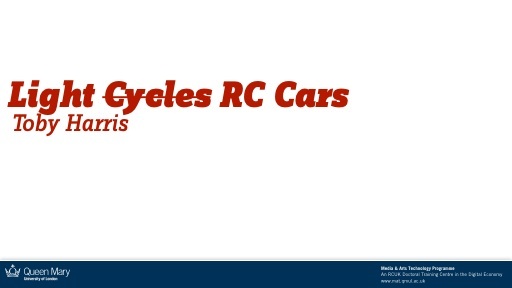 Light Cycles RC Cars
Toby Harris
Queen Mary
University of London
Media & Arts Technology Programme
An RCUK Doctoral Training Centre in the Digital Economy
www.mat.qmul.ac.uk